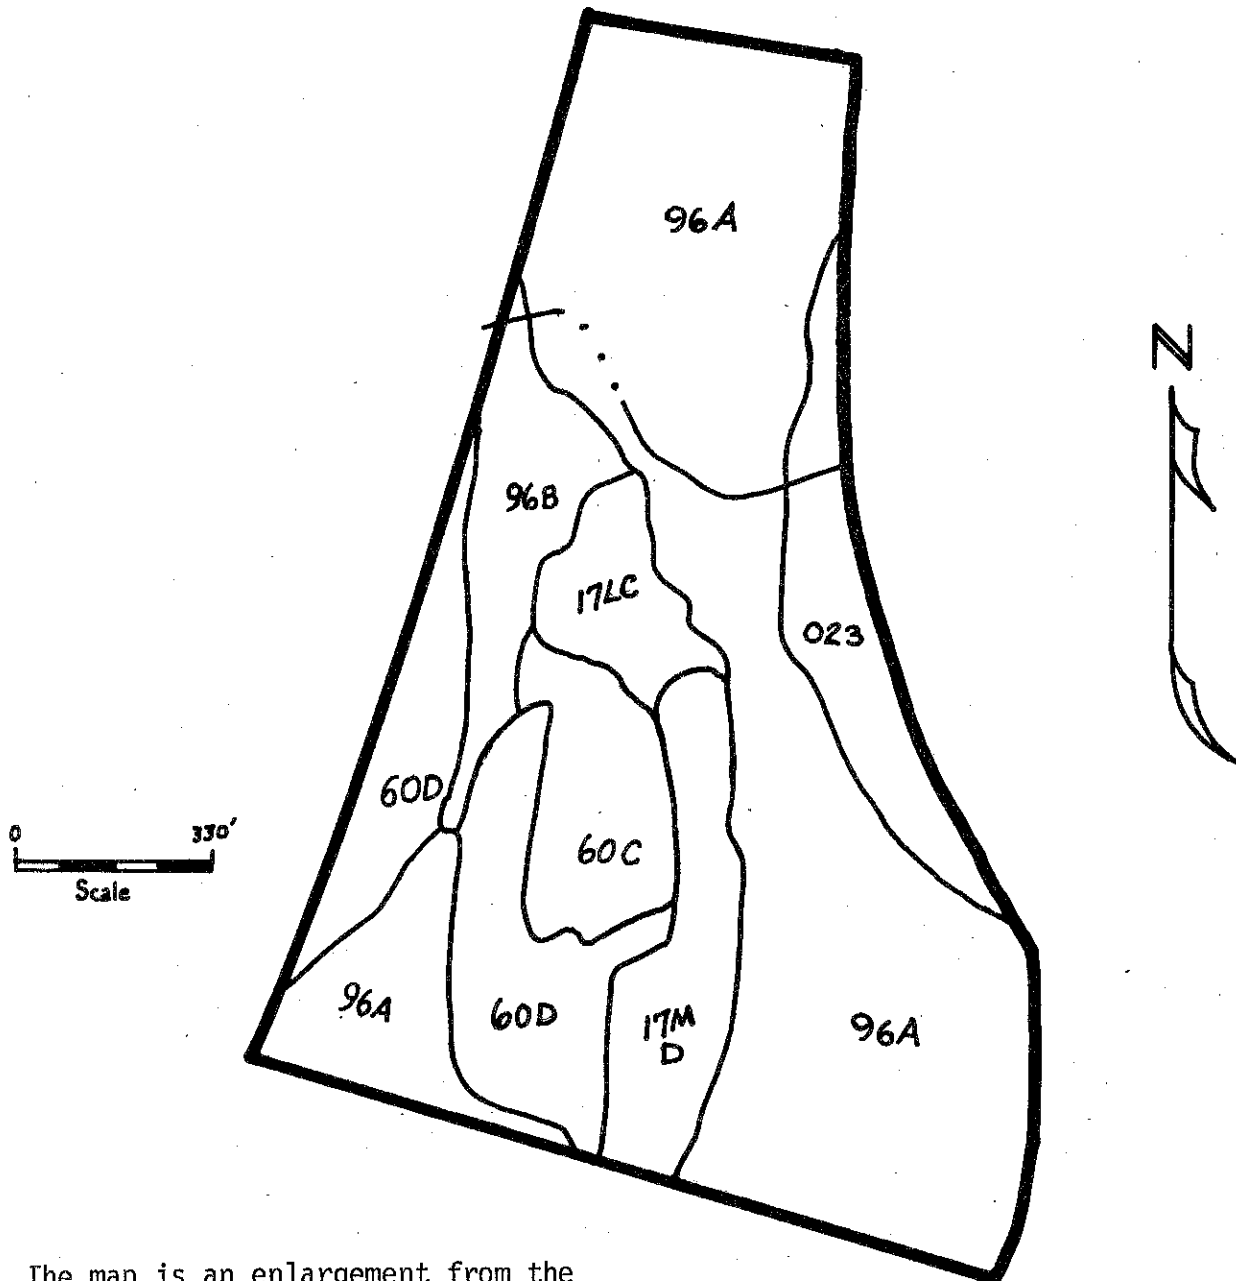 96A
N
96B
17LC
023
60D
0 330'
Scale
60C
96A
60D
17M
D
96A
The map is an enlargement from the